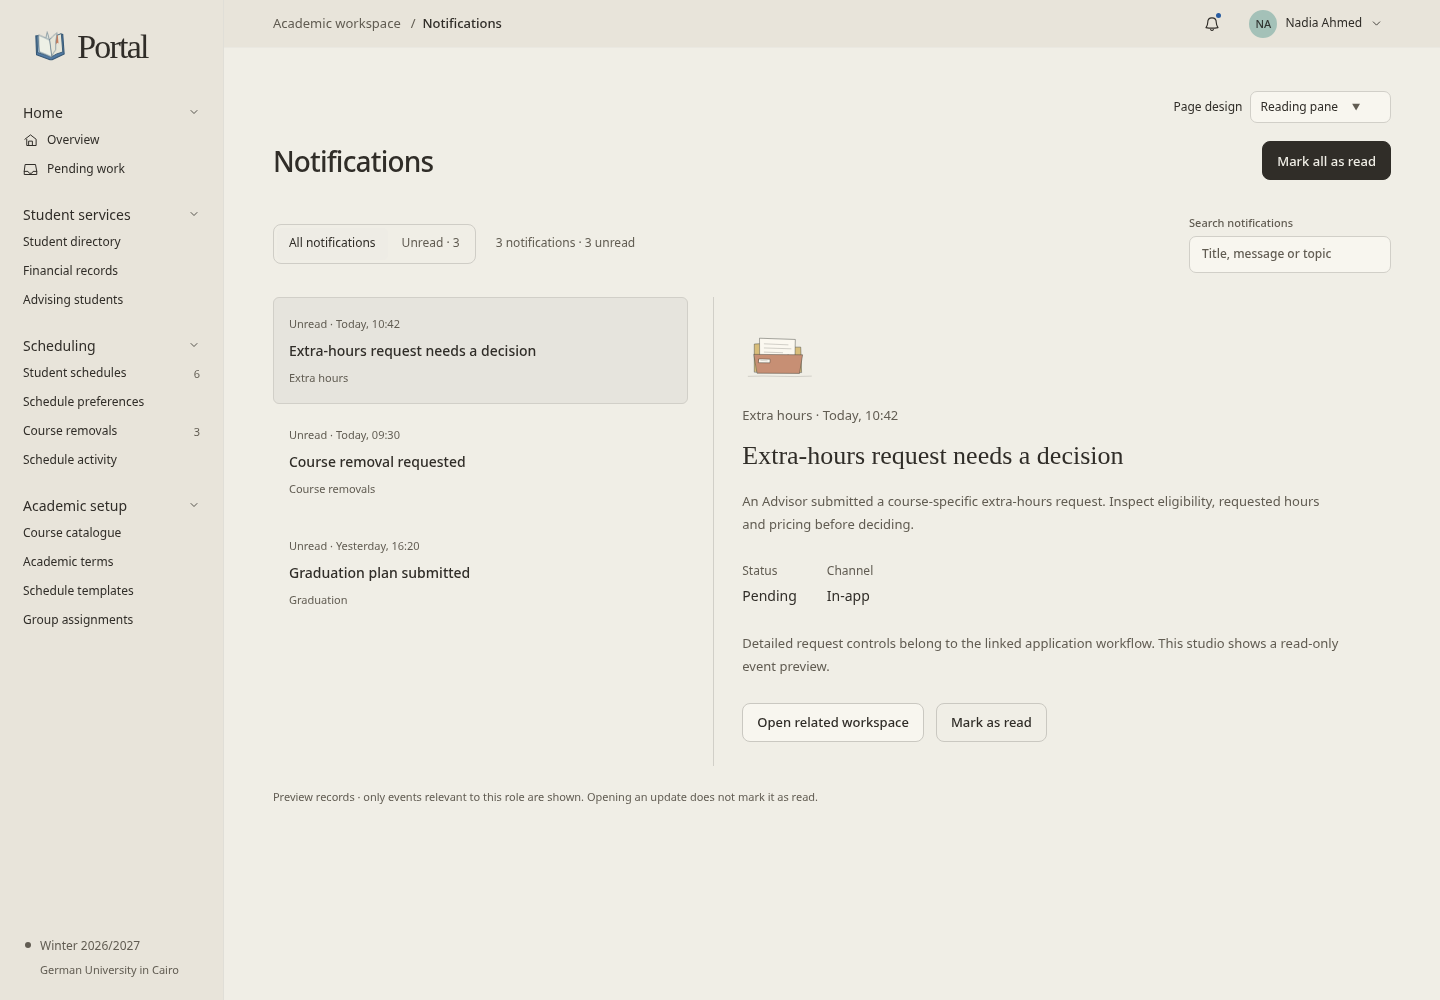 Portal
Home
Overview
Pending work
Student services
Student directory
Financial records
Advising students
Scheduling
Student schedules 6
Schedule preferences
Course removals 3
Schedule activity
Academic setup
Course catalogue
Academic terms
Schedule templates
Group assignments
Winter 2026/2027
German University in Cairo
Academic workspace / Notifications
NA Nadia Ahmed
Page design Reading pane
Notifications
Mark all as read
All notifications Unread · 3 3 notifications · 3 unread
Search notifications
Title, message or topic
Unread · Today, 10:42
Extra-hours request needs a decision
Extra hours
Unread · Today, 09:30
Course removal requested
Course removals
Unread · Yesterday, 16:20
Graduation plan submitted
Graduation
Extra hours · Today, 10:42
Extra-hours request needs a decision
An Advisor submitted a course-specific extra-hours request. Inspect eligibility, requested hours
and pricing before deciding.
Status Channel
Pending In-app
Detailed request controls belong to the linked application workflow. This studio shows a read-only
event preview.
Open related workspace Mark as read
Preview records · only events relevant to this role are shown. Opening an update does not mark it as read.